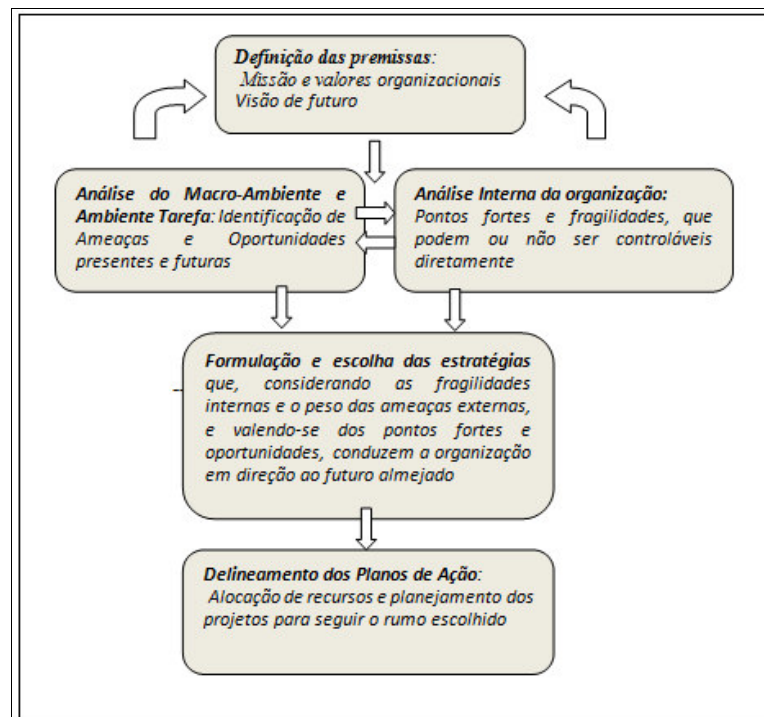 Definição das premissas:
Missão e valores organizacionais
Visão de futuro
Análise do Macro-Ambiente e
Ambiente Tarefa: Identificação de
Ameaças e Oportunidades
presentes e futuras
Análise Interna da organização:
Pontos fortes e fragilidades, que
podem ou não ser controláveis
diretamente
Formulação e escolha das estratégias
que, considerando as fragilidades
internas e o peso das ameaças externas,
e valendo-se dos pontos fortes e
oportunidades, conduzem a organização
em direção ao futuro almejado
Delineamento dos Planos de Ação:
Alocação de recursos e planejamento dos
projetos para seguir o rumo escolhido